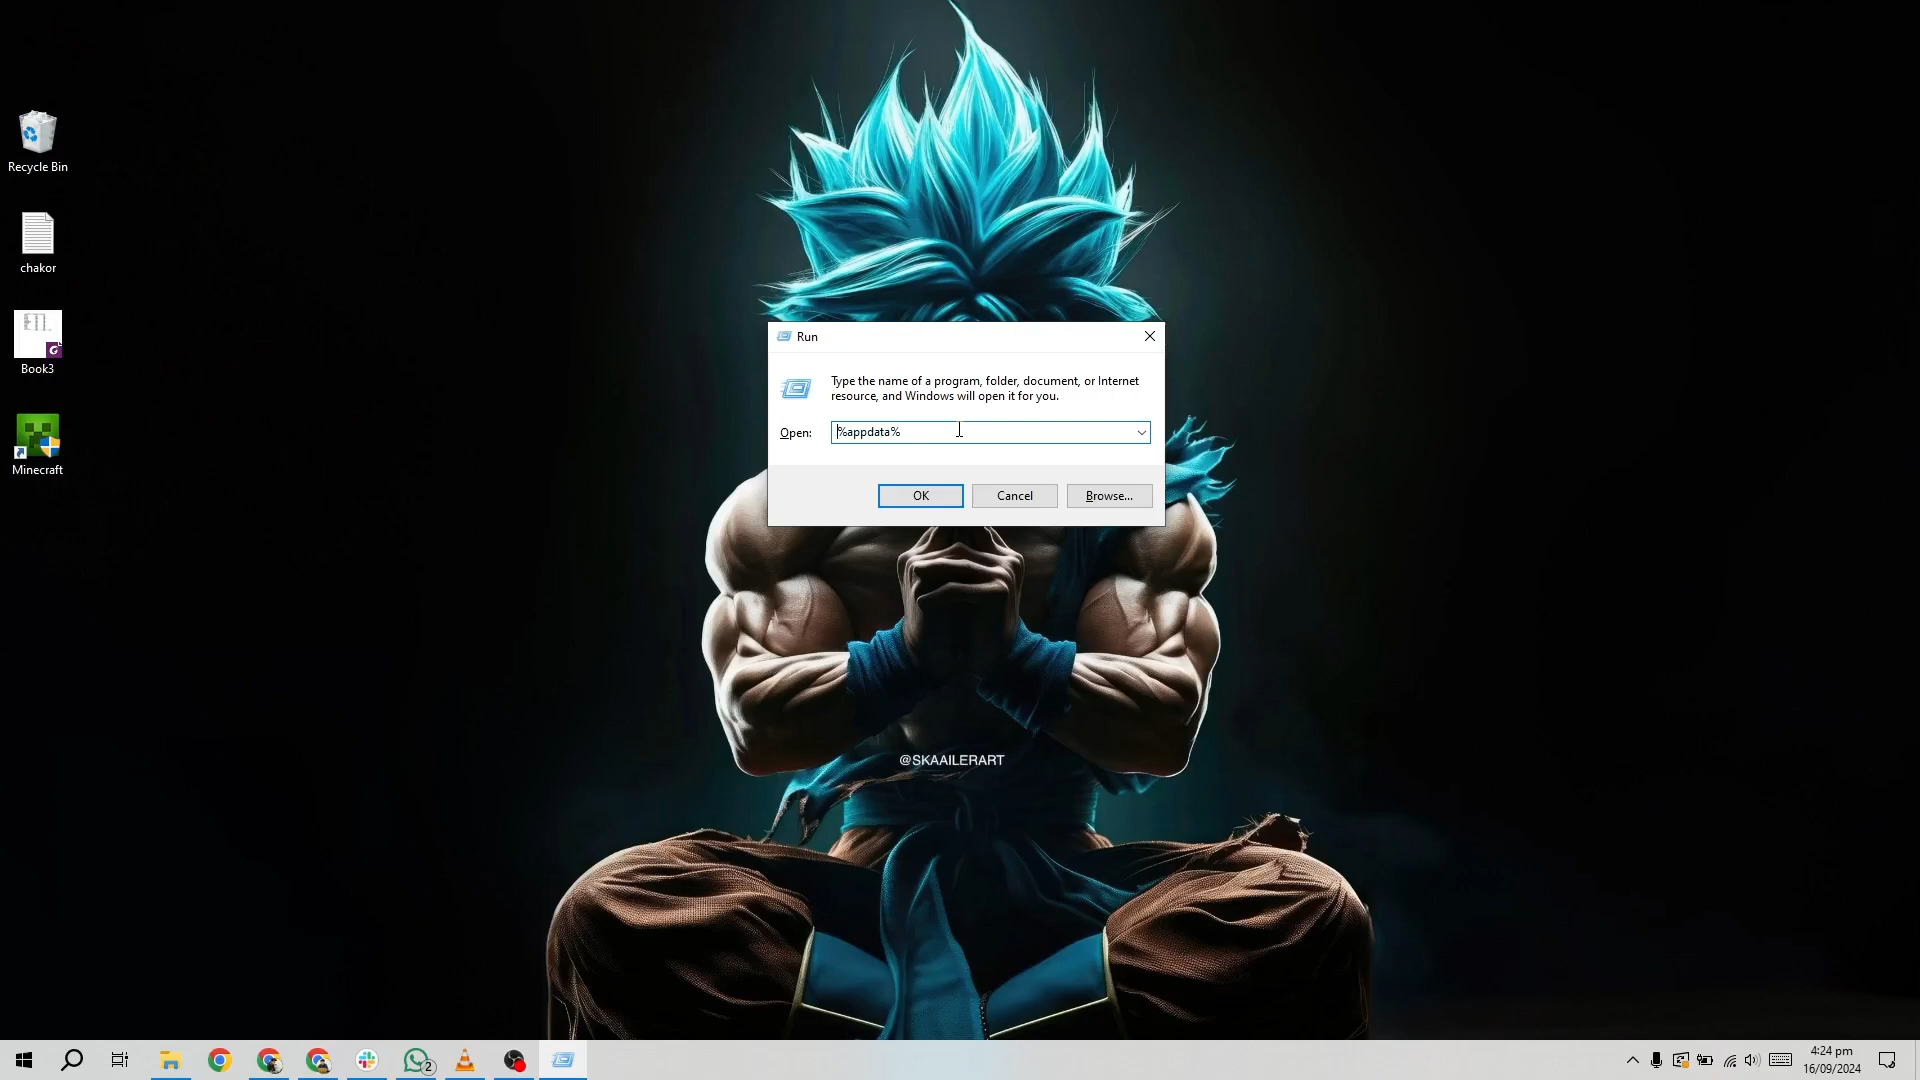 Recycle Bin
chakor
Book3
Minecraft
Run
Type the name of a program, folder, document, or Internet
resource, and Windows will open it for you.
Open:
%appdata%
OK
Cancel
Browse...
@SKAAILERART
2
4:24 pm
16/09/2024